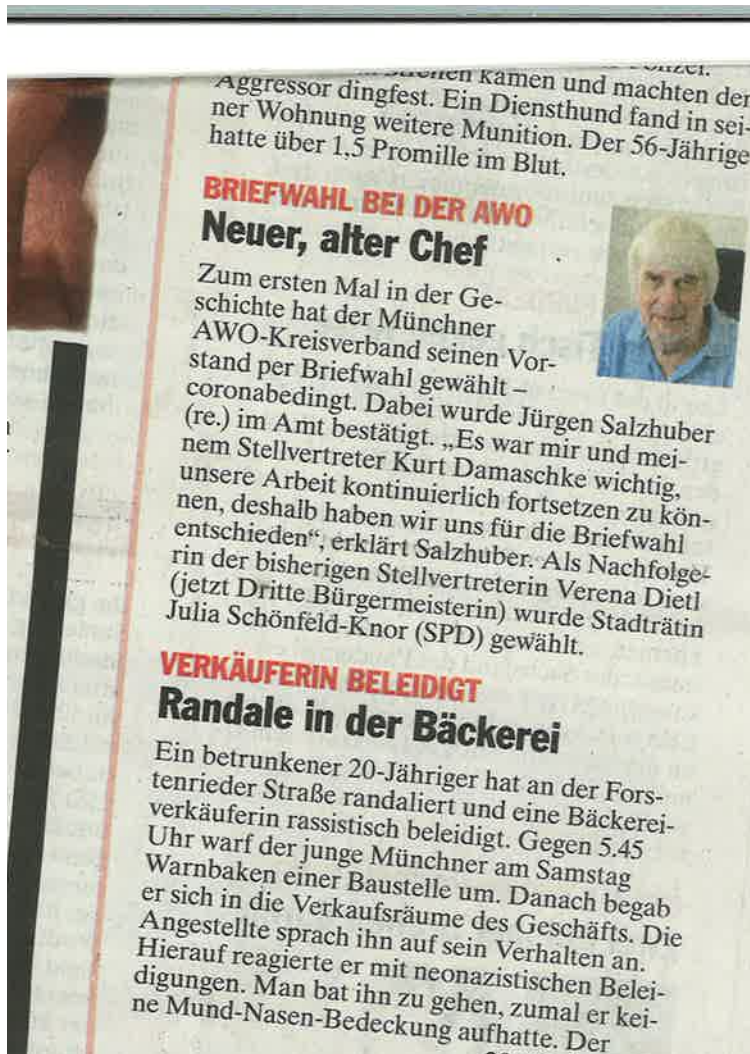 Streifen kamen und machten der
Aggressor dingfest. Ein Diensthund fand in sei-
ner Wohnung weitere Munition. Der 56-Jährige
hatte über 1,5 Promille im Blut.
BRIEFWAHL BEI DER AWO
Neuer, alter Chef
Zum ersten Mal in der Ge-
schichte hat der Münchner
AWO-Kreisverband seinen Vor-
stand per Briefwahl gewählt –
coronabedingt. Dabei wurde Jürgen Salzhuber
(re.) im Amt bestätigt. „Es war mir und mei-
nem Stellvertreter Kurt Damaschke wichtig,
unsere Arbeit kontinuierlich fortsetzen zu kön-
nen, deshalb haben wir uns für die Briefwahl
entschieden“, erklärt Salzhuber. Als Nachfolge-
rin der bisherigen Stellvertreterin Verena Dietl
(jetzt Dritte Bürgermeisterin) wurde Stadträtin
Julia Schönfeld-Knor (SPD) gewählt.
VERKÄUFERIN BELEIDIGT
Randale in der Bäckerei
Ein betrunkener 20-Jähriger hat an der Fors-
tenrieder Straße randaliert und eine Bäckerei-
verkäuferin rassistisch beleidigt. Gegen 5.45
Uhr warf der junge Münchner am Samstag
Warnbaken einer Baustelle um. Danach begab
er sich in die Verkaufsräume des Geschäfts. Die
Angestellte sprach ihn auf sein Verhalten an.
Hierauf reagierte er mit neonazistischen Belei-
digungen. Man bat ihn zu gehen, zumal er kei-
ne Mund-Nasen-Bedeckung aufhatte. Der